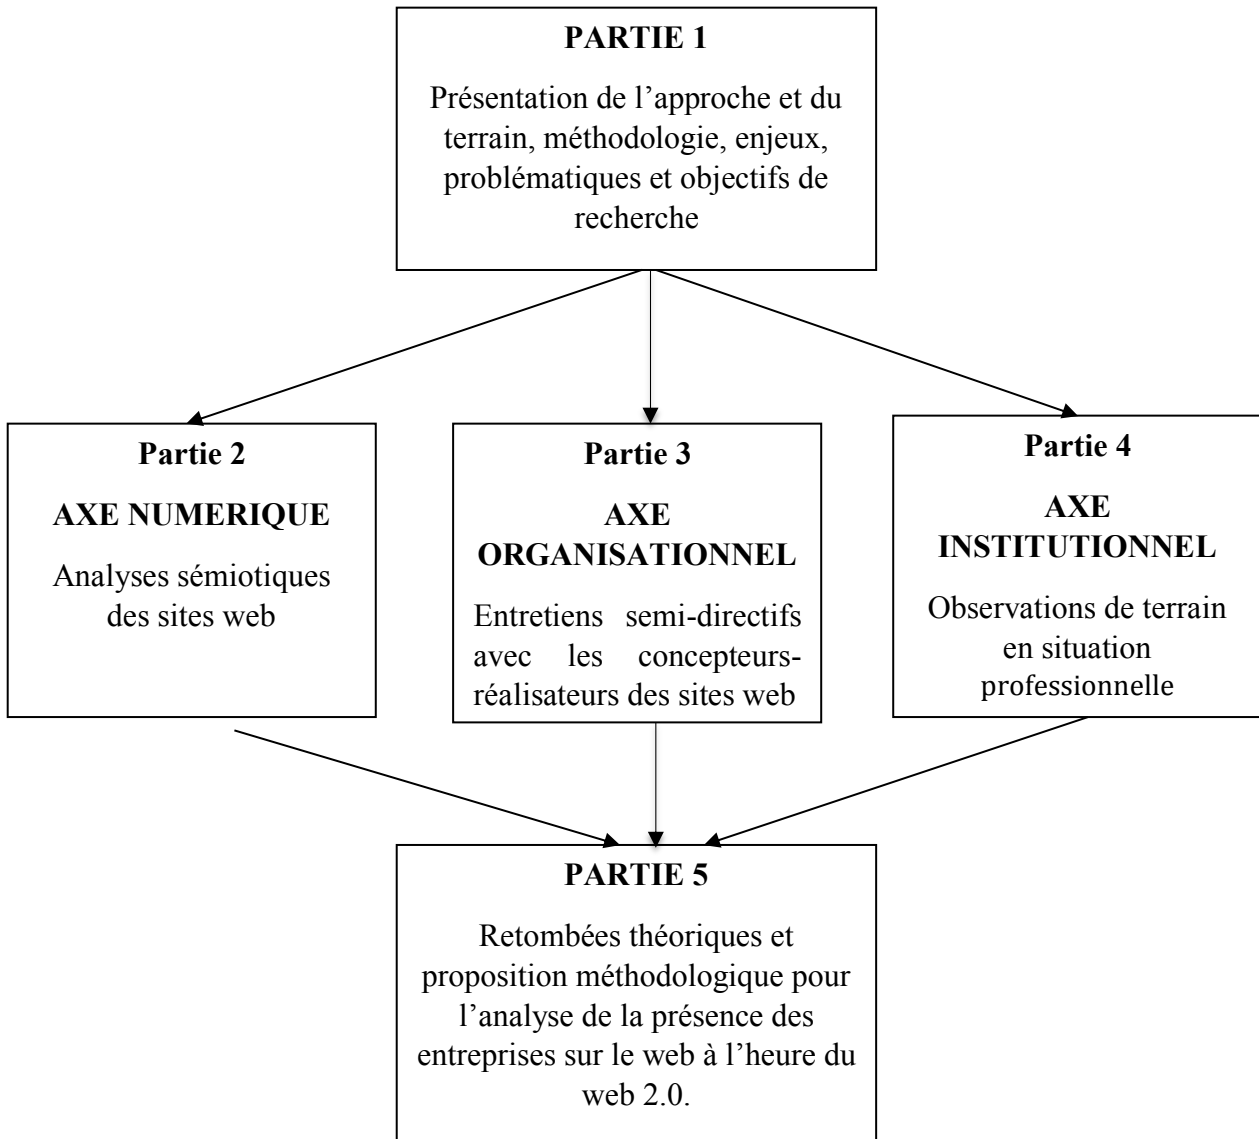 PARTIE 1
Présentation de l’approche et du
terrain, méthodologie, enjeux,
problématiques et objectifs de
recherche
Partie 2
AXE NUMERIQUE
Analyses sémiotiques
des sites web
Partie 3
AXE
ORGANISATIONNEL
Entretiens semi-directifs
avec les concepteurs-
réalisateurs des sites web
Partie 4
AXE
INSTITUTIONNEL
Observations de terrain
en situation
professionnelle
PARTIE 5
Retombées théoriques et
proposition méthodologique pour
l’analyse de la présence des
entreprises sur le web à l’heure du
web 2.0.